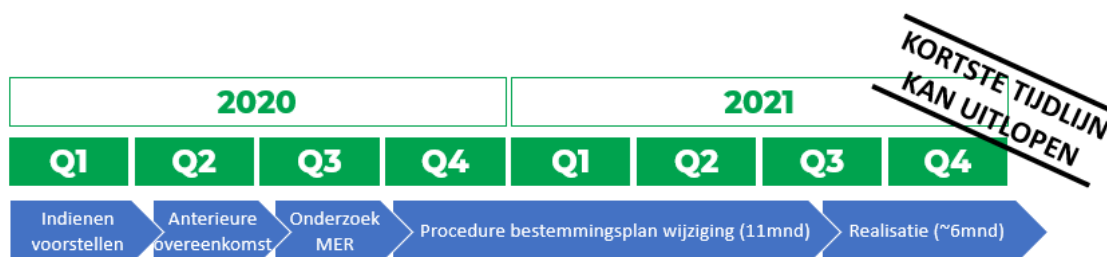 KORTSTE TIJDLIJN
KAN UITLOPEN
2020 2021
Q1 Q2 Q3 Q4 Q1 Q2 Q3 Q4
Indienen
voorstellen
Anterieure
overeenkomst
Onderzoek
MER
Procedure bestemmingsplan wijziging (11mnd)
Realisatie (~6mnd)